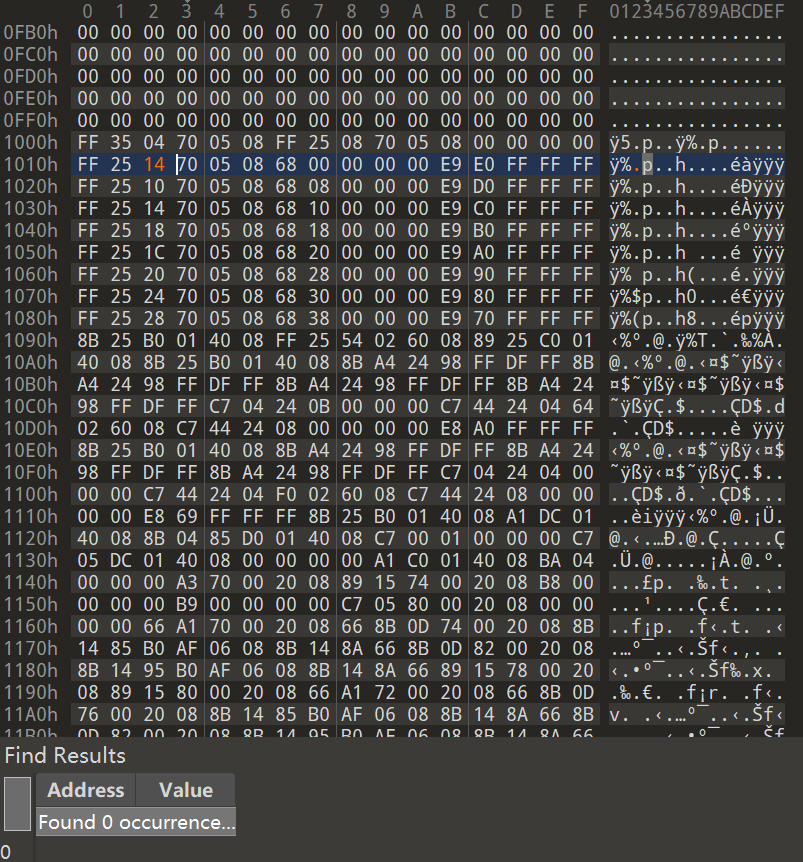 0 1 2 3 4 5 6 7 8 9 A B C D E F 0123456789ABCDEF
0FB0h 00 00 00 00 00 00 00 00 00 00 00 00 00 00 00 00 ................
0FC0h 00 00 00 00 00 00 00 00 00 00 00 00 00 00 00 00 ................
0FD0h 00 00 00 00 00 00 00 00 00 00 00 00 00 00 00 00 ................
0FE0h 00 00 00 00 00 00 00 00 00 00 00 00 00 00 00 00 ................
0FF0h 00 00 00 00 00 00 00 00 00 00 00 00 00 00 00 00 ................
1000h FF 35 04 70 05 08 FF 25 08 70 05 08 00 00 00 00 ÿ5.p..ÿ%.p......
1010h FF 25 14 70 05 08 68 00 00 00 00 E9 E0 FF FF FF ÿ%.p..h....éàÿÿÿ
1020h FF 25 10 70 05 08 68 08 00 00 00 E9 D0 FF FF FF ÿ%.p..h....éÐÿÿÿ
1030h FF 25 14 70 05 08 68 10 00 00 00 E9 C0 FF FF FF ÿ%.p..h....éÀÿÿÿ
1040h FF 25 18 70 05 08 68 18 00 00 00 E9 B0 FF FF FF ÿ%.p..h....é°ÿÿÿ
1050h FF 25 1C 70 05 08 68 20 00 00 00 E9 A0 FF FF FF ÿ%.p..h ...é ÿÿÿ
1060h FF 25 20 70 05 08 68 28 00 00 00 E9 90 FF FF FF ÿ% p..h(...é.ÿÿÿ
1070h FF 25 24 70 05 08 68 30 00 00 00 E9 80 FF FF FF ÿ%$p..h0...é€ÿÿÿ
1080h FF 25 28 70 05 08 68 38 00 00 00 E9 70 FF FF FF ÿ%(p..h8...épÿÿÿ
1090h 8B 25 B0 01 40 08 FF 25 54 02 60 08 89 25 C0 01 ‹%°.@.ÿ%T.`.‰%À.
10A0h 40 08 8B 25 B0 01 40 08 8B A4 24 98 FF DF FF 8B @.‹%°.@.‹¤$˜ÿßÿ‹
10B0h A4 24 98 FF DF FF 8B A4 24 98 FF DF FF 8B A4 24 ¤$˜ÿßÿ‹¤$˜ÿßÿ‹¤$
10C0h 98 FF DF FF C7 04 24 0B 00 00 00 C7 44 24 04 64 ˜ÿßÿÇ.$....ÇD$.d
10D0h 02 60 08 C7 44 24 08 00 00 00 00 E8 A0 FF FF FF .`.ÇD$.....è ÿÿÿ
10E0h 8B 25 B0 01 40 08 8B A4 24 98 FF DF FF 8B A4 24 ‹%°.@.‹¤$˜ÿßÿ‹¤$
10F0h 98 FF DF FF 8B A4 24 98 FF DF FF C7 04 24 04 00 ˜ÿßÿ‹¤$˜ÿßÿÇ.$..
1100h 00 00 C7 44 24 04 F0 02 60 08 C7 44 24 08 00 00 ..ÇD$.ð.`.ÇD$...
1110h 00 00 E8 69 FF FF FF 8B 25 B0 01 40 08 A1 DC 01 ..èiÿÿÿ‹%°.@.¡Ü.
1120h 40 08 8B 04 85 D0 01 40 08 C7 00 01 00 00 00 C7 @.‹.…Ð.@.Ç.....Ç
1130h 05 DC 01 40 08 00 00 00 00 A1 C0 01 40 08 BA 04 .Ü.@.....¡À.@.º.
1140h 00 00 00 A3 70 00 20 08 89 15 74 00 20 08 B8 00 ...£p. .‰.t. .¸.
1150h 00 00 00 B9 00 00 00 00 C7 05 80 00 20 08 00 00 ...¹....Ç.€. ...
1160h 00 00 66 A1 70 00 20 08 66 8B 0D 74 00 20 08 8B ..f¡p. .f‹.t. .‹
1170h 14 85 B0 AF 06 08 8B 14 8A 66 8B 0D 82 00 20 08 .…°¯..‹.Šf‹.‚. .
1180h 8B 14 95 B0 AF 06 08 8B 14 8A 66 89 15 78 00 20 ‹.•°¯..‹.Šf‰.x. 
1190h 08 89 15 80 00 20 08 66 A1 72 00 20 08 66 8B 0D .‰.€. .f¡r. .f‹.
11A0h 76 00 20 08 8B 14 85 B0 AF 06 08 8B 14 8A 66 8B v. .‹.…°¯..‹.Šf‹
11B0h 0D 82 00 20 08 8B 14 95 B0 AF 06 08 8B 14 8A 66 .‚. .‹.•°¯..‹.Šf
Find Results
Address Value
Found 0 occurrence...
0